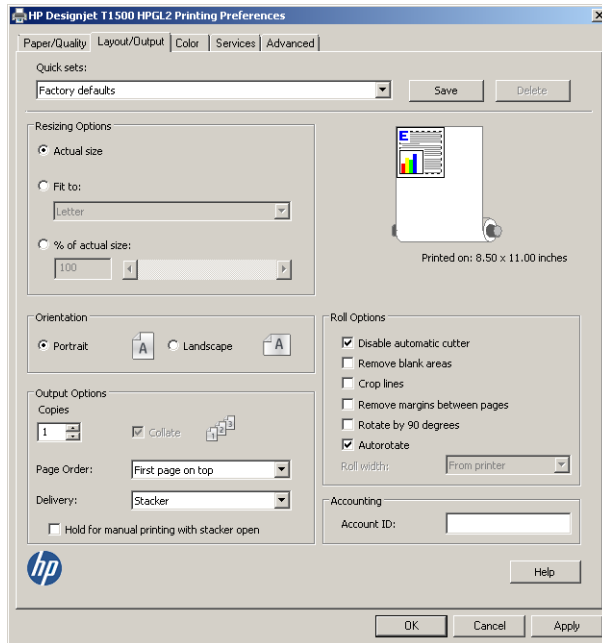 HP Designjet T1500 HPGL2 Printing Preferences
Paper/Quality Layout/Output Color Services Advanced
Quick sets:
Factory defaults Save Delete
Resizing Options
Actual size
Fit to:
Letter
% of actual size:
100
E
Printed on: 8.50 x 11.00 inches
Orientation
Portrait A Landscape A
Roll Options
Disable automatic cutter
Remove blank areas
Crop lines
Remove margins between pages
Rotate by 90 degrees
Autorotate
Roll width: From printer
Output Options
Copies
1 Collate 1 2 3
Page Order: First page on top
Delivery: Stacker
Hold for manual printing with stacker open
Accounting
Account ID:
hp
Help
OK Cancel Apply